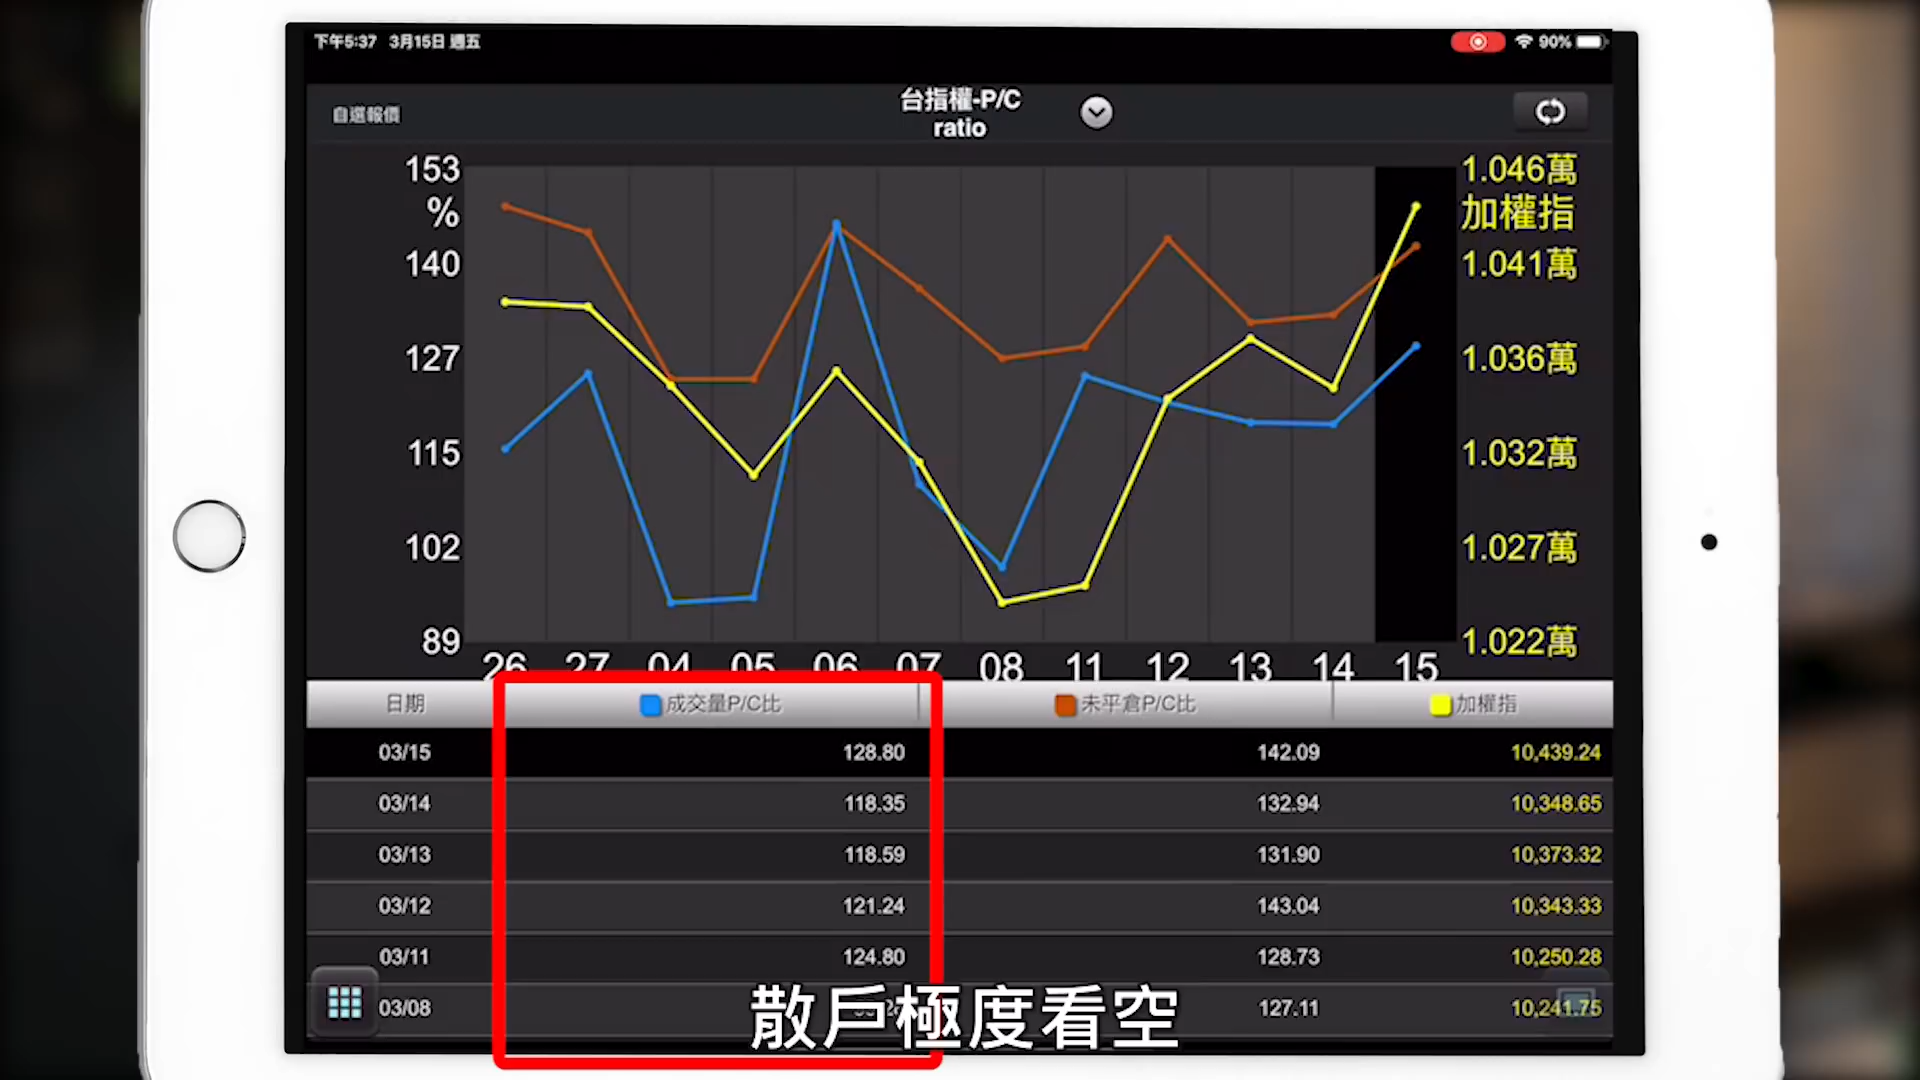 下午5:37 3月15日 週五
90%
自選報價
台指權-P/C
ratio
153
%
140
127
115
102
89
1.046萬
加權指
1.041萬
1.036萬
1.032萬
1.027萬
1.022萬
26 27 04 05 06 07 08 11 12 13 14 15
日期 成交量P/C比 未平倉P/C比 加權指
03/15 128.80 142.09 10,439.24
03/14 118.35 132.94 10,348.65
03/13 118.59 131.90 10,373.32
03/12 121.24 143.04 10,343.33
03/11 124.80 128.73 10,250.28
03/08 127.11 10,241.75
散戶極度看空